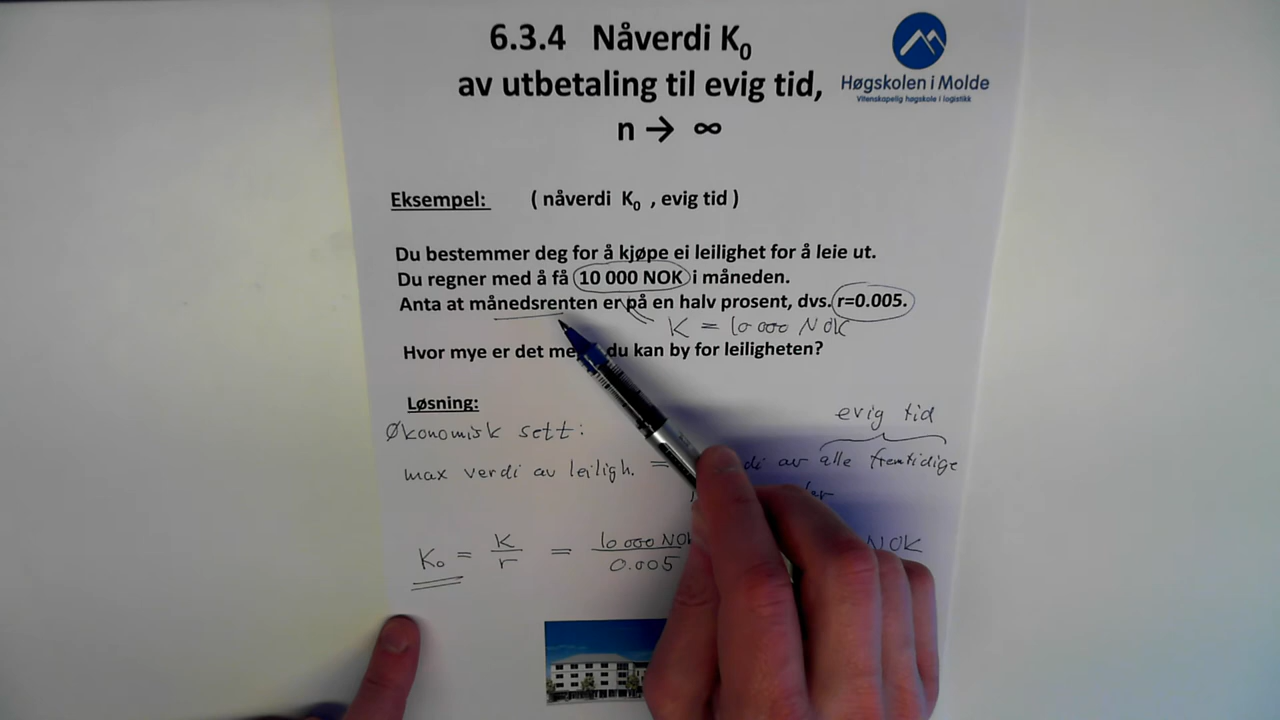 6.3.4 Nåverdi K₀
av utbetaling til evig tid,
n → ∞
Høgskolen i Molde
Vitenskapelig høgskole i logistikk
Eksempel: ( nåverdi K₀ , evig tid )
Du bestemmer deg for å kjøpe ei leilighet for å leie ut.
Du regner med å få 10 000 NOK i måneden.
Anta at månedsrenten er på en halv prosent, dvs. r=0.005.
K = 10 000 NOK
Hvor mye er det du kan by for leiligheten?
Løsning:
evig tid
Økonomisk sett:
max verdi av leiligh. = av alle fremtidige
K₀ = K/r = 10 000 NOK/0.005 NOK